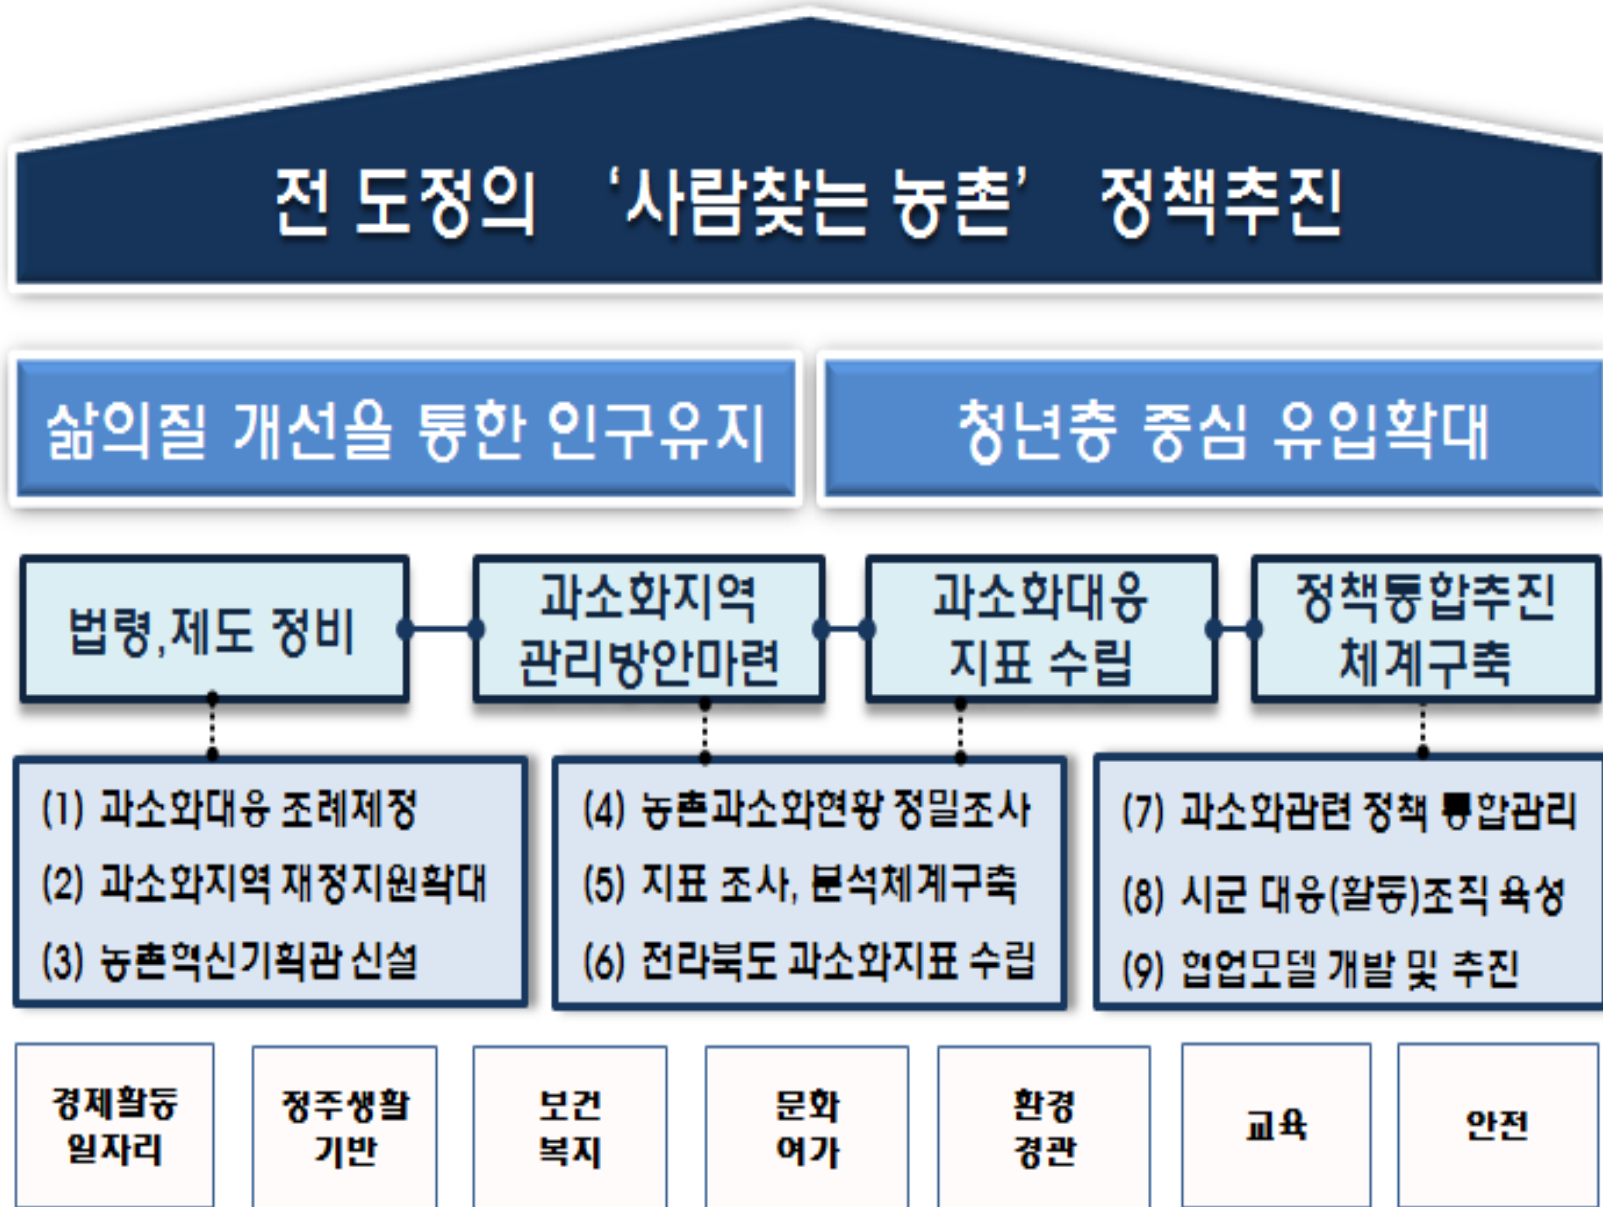 전 도정의 ‘사람찾는 농촌’ 정책추진
삶의질 개선을 통한 인구유지
청년층 중심 유입확대
법령,제도 정비
과소화지역
관리방안마련
과소화대응
지표 수립
정책통합추진
체계구축
(1) 과소화대응 조례제정
(2) 과소화지역 재정지원확대
(3) 농촌혁신기획관 신설
(4) 농촌과소화현황 정밀조사
(5) 지표 조사, 분석체계구축
(6) 전라북도 과소화지표 수립
(7) 과소화관련 정책 통합관리
(8) 시군 대응(활동)조직 육성
(9) 협업모델 개발 및 추진
경제활동
일자리
정주생활
기반
보건
복지
문화
여가
환경
경관
교육
안전